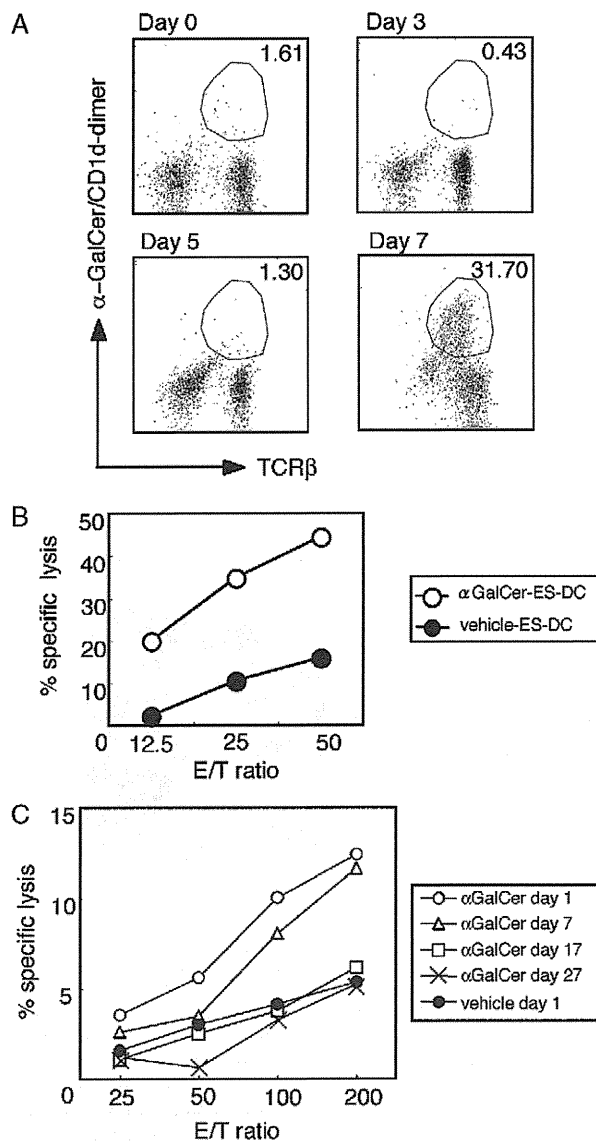 A
Day 0
Day 3
1.61
0.43
Day 5
Day 7
1.30
31.70
α-GalCer/CD1d-dimer
TCRβ
B
50
40
30
20
10
0
12.5
25
50
% specific lysis
E/T ratio
αGalCer-ES-DC
vehicle-ES-DC
C
15
10
5
0
25
50
100
200
% specific lysis
E/T ratio
αGalCer day 1
αGalCer day 7
αGalCer day 17
αGalCer day 27
vehicle day 1